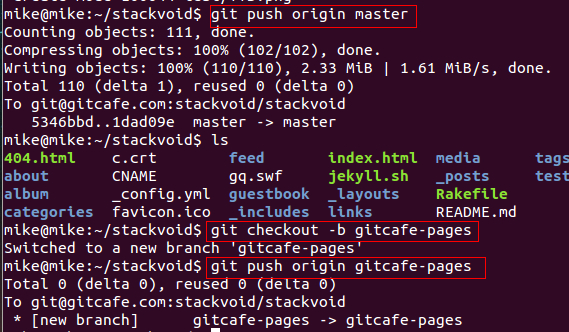 mike@mike:~/stackvoid$ git push origin master
Counting objects: 111, done.
Compressing objects: 100% (102/102), done.
Writing objects: 100% (110/110), 2.33 MiB | 1.61 MiB/s, done.
Total 110 (delta 1), reused 0 (delta 0)
To git@gitcafe.com:stackvoid/stackvoid
   5346bbd..1dad09e  master -> master
mike@mike:~/stackvoid$ ls
404.html    c.crt        feed       index.html  media      tags
about       CNAME        gq.swf     jekyll.sh   _posts     test
album       _config.yml  guestbook  _layouts    Rakefile
categories  favicon.ico  _includes  links       README.md
mike@mike:~/stackvoid$ git checkout -b gitcafe-pages
Switched to a new branch 'gitcafe-pages'
mike@mike:~/stackvoid$ git push origin gitcafe-pages
Total 0 (delta 0), reused 0 (delta 0)
To git@gitcafe.com:stackvoid/stackvoid
 * [new branch]      gitcafe-pages -> gitcafe-pages